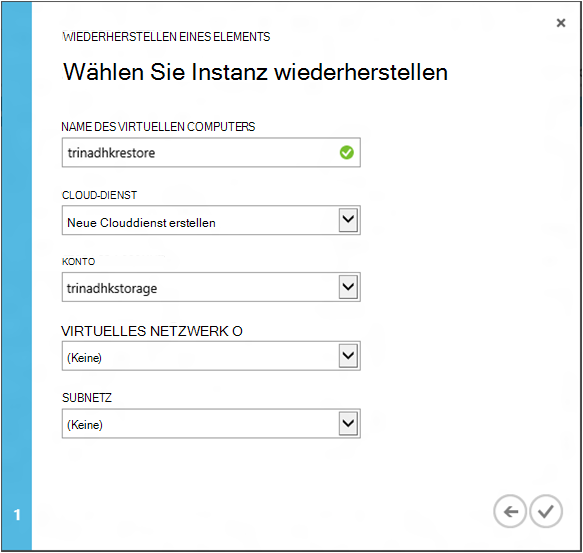 WIEDERHERSTELLEN EINES ELEMENTS
Wählen Sie Instanz wiederherstellen
NAME DES VIRTUELLEN COMPUTERS
trinadhkrestore
CLOUD-DIENST
Neue Clouddienst erstellen
KONTO
trinadhkstorage
VIRTUELLES NETZWERK O
(Keine)
SUBNETZ
(Keine)
1